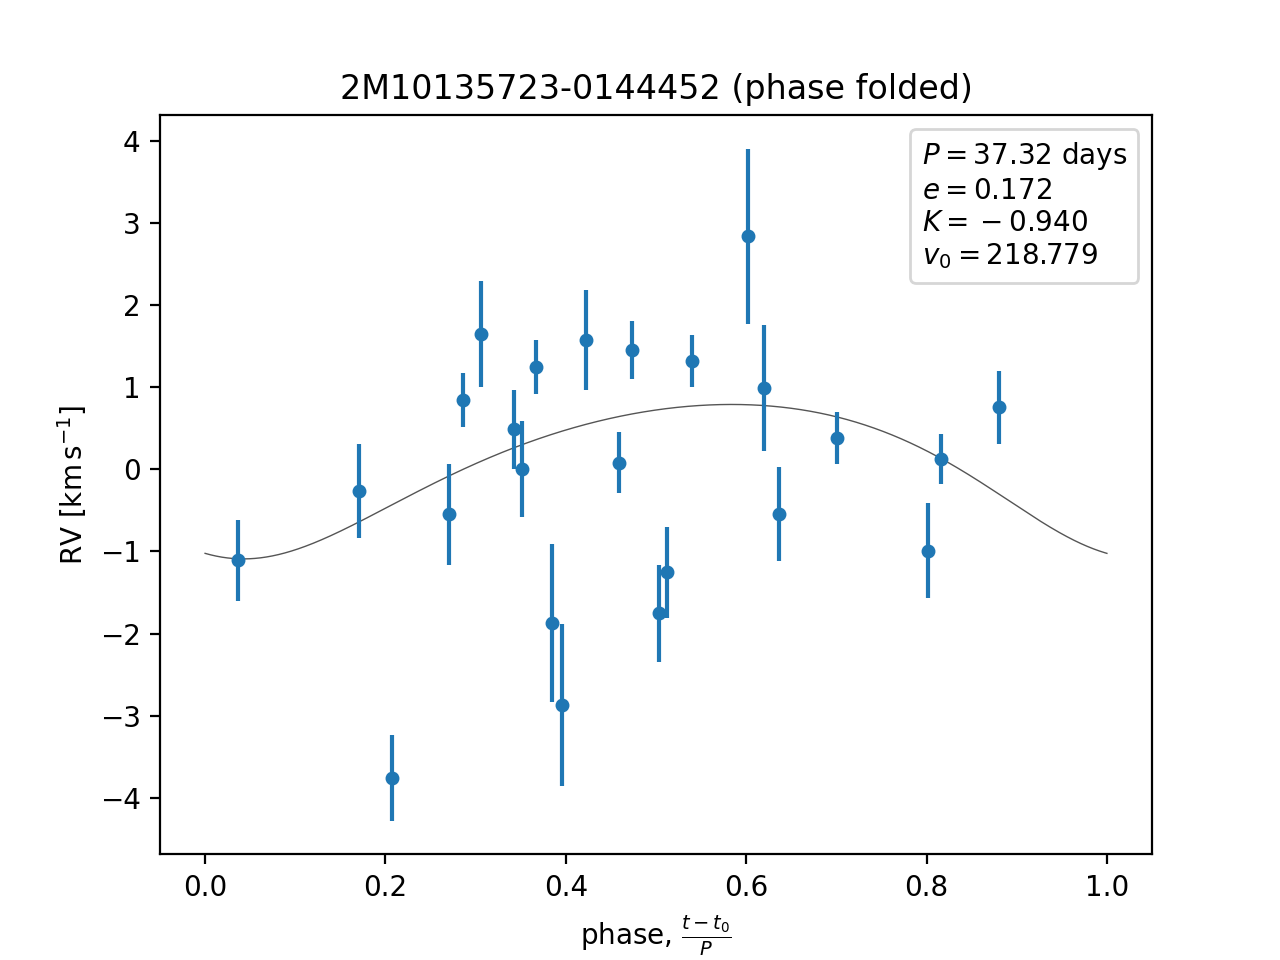 2M10135723-0144452 (phase folded)
P = 37.32 days
e = 0.172
K = −0.940
v₀ = 218.779
4
3
2
1
0
−1
−2
−3
−4
RV [km s⁻¹]
0.0 0.2 0.4 0.6 0.8 1.0
phase, (t − t₀)/P